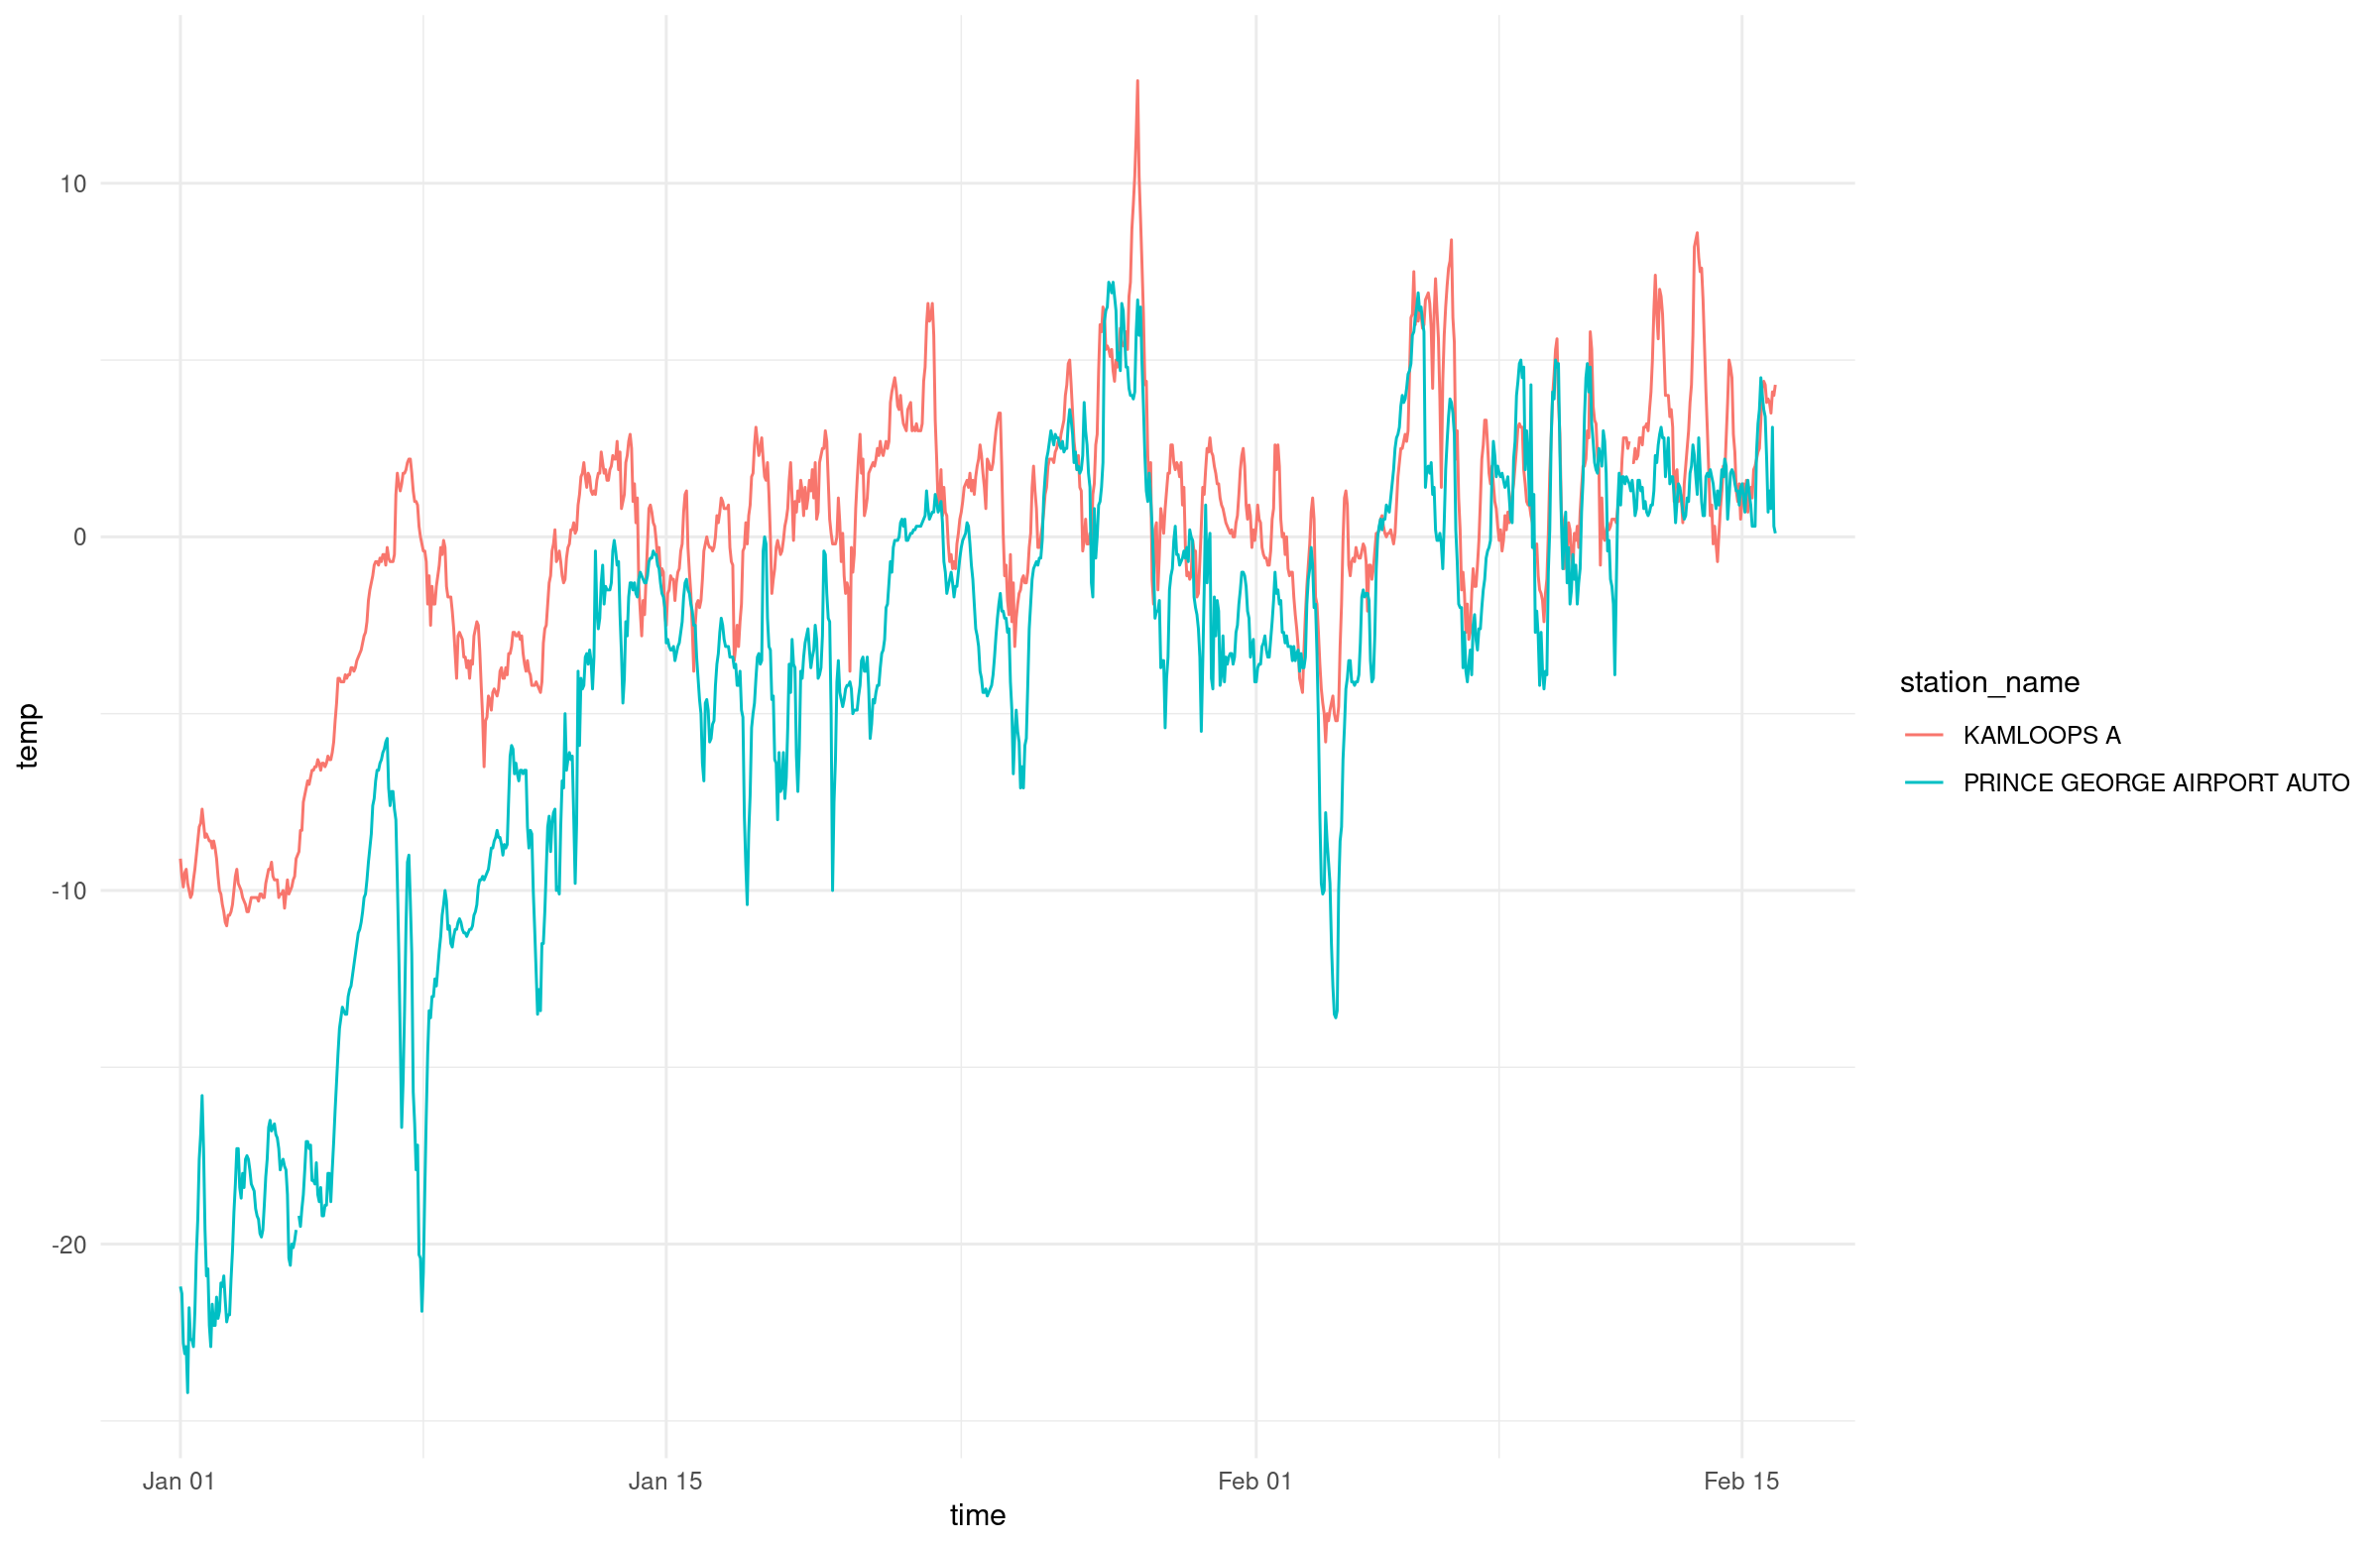 10
0
-10
-20
temp
Jan 01
Jan 15
Feb 01
Feb 15
time
station_name
KAMLOOPS A
PRINCE GEORGE AIRPORT AUTO